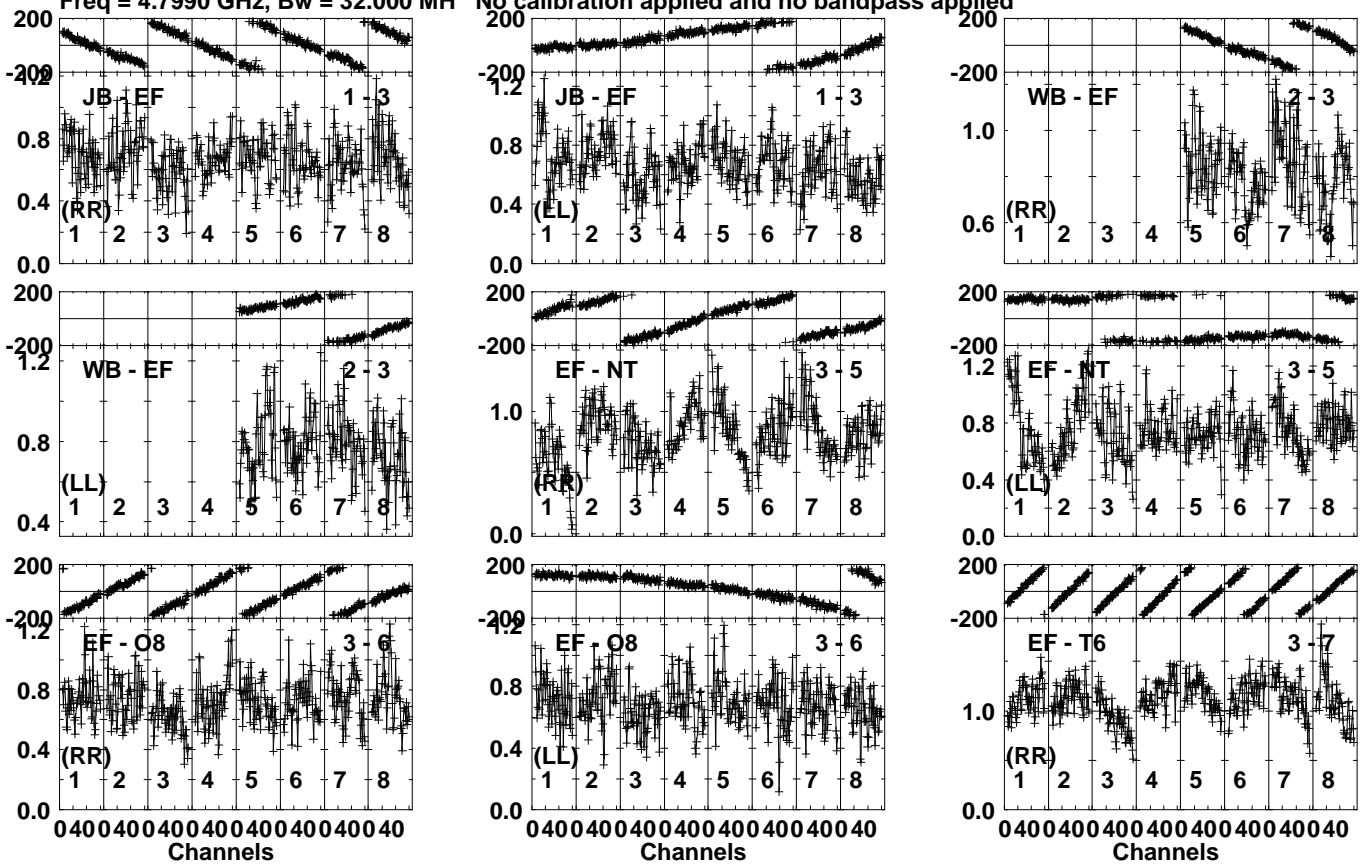 Freq = 4.7990 GHz, Bw = 32.000 MH No calibration applied and no bandpass applied
200 200 200
-200 -200
1.2 1.2
JB - EF 1 - 3 JB - EF 1 - 3 WB - EF 2 - 3
0.8 0.8 1.0
0.4 0.4 0.6
(RR) (LL) (RR)
1 2 3 4 5 6 7 8 1 2 3 4 5 6 7 8 1 2 3 4 5 6 7 8
0.0 0.0
200 200 200
-200 -200 -200
1.2 1.2
WB - EF 2 - 3 EF - NT 3 - 5 EF - NT 3 - 5
0.8 1.0 0.8
0.4
(LL) (RR) (LL)
1 2 3 4 5 6 7 8 1 2 3 4 5 6 7 8 1 2 3 4 5 6 7 8
0.4 0.0 0.0
200 200 200
-200 -200 -200
1.2 1.2
EF - O8 3 - 6 EF - O8 3 - 6 EF - T6 3 - 7
0.8 0.8 1.0
0.4 0.4
(RR) (LL) (RR)
1 2 3 4 5 6 7 8 1 2 3 4 5 6 7 8 1 2 3 4 5 6 7 8
0.0 0.0 0.0
0 40 0 40 0 40 0 40 0 40 0 40 0 40 0 40 0 40 0 40 0 40 0 40 0 40 0 40 0 40 0 40 0 40 0 40 0 40 0 40 0 40 0 40 0 40 0 40
Channels Channels Channels